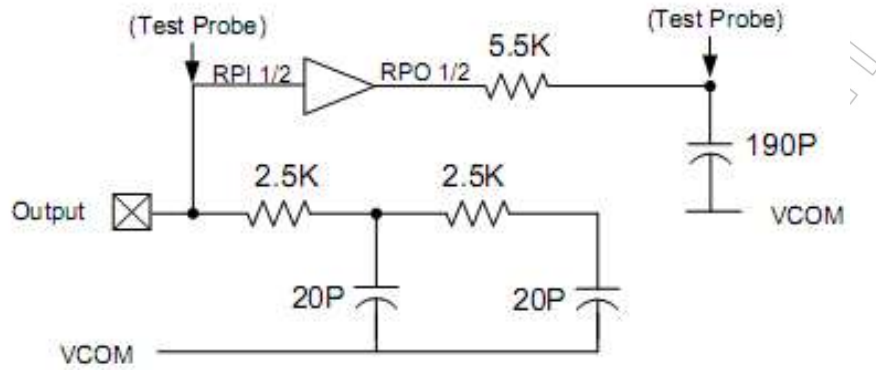 (Test Probe)
(Test Probe)
5.5K
RPI 1/2
RPO 1/2
190P
2.5K
2.5K
Output
VCOM
20P
20P
VCOM